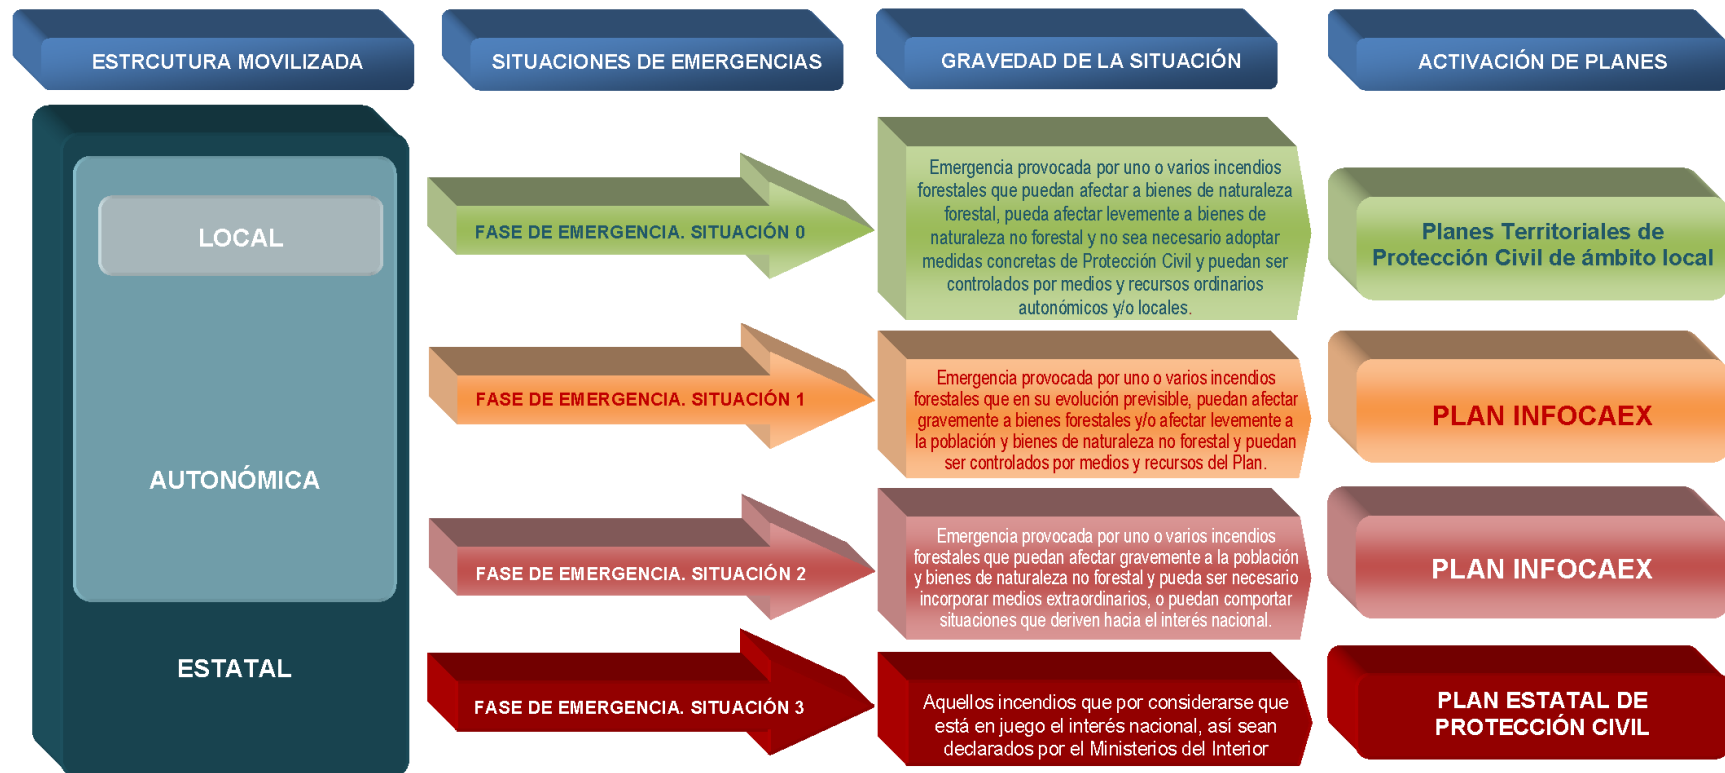 ESTRCUTURA MOVILIZADA
SITUACIONES DE EMERGENCIAS
GRAVEDAD DE LA SITUACIÓN
ACTIVACIÓN DE PLANES
LOCAL
AUTONÓMICA
ESTATAL
FASE DE EMERGENCIA. SITUACIÓN 0
Emergencia provocada por uno o varios incendios
forestales que puedan afectar a bienes de naturaleza
forestal, pueda afectar levemente a bienes de
naturaleza no forestal y no sea necesario adoptar
medidas concretas de Protección Civil y puedan ser
controlados por medios y recursos ordinarios
autonómicos y/o locales.
Planes Territoriales de
Protección Civil de ámbito local
FASE DE EMERGENCIA. SITUACIÓN 1
Emergencia provocada por uno o varios incendios
forestales que en su evolución previsible, puedan afectar
gravemente a bienes forestales y/o afectar levemente a
la población y bienes de naturaleza no forestal y puedan
ser controlados por medios y recursos del Plan.
PLAN INFOCAEX
FASE DE EMERGENCIA. SITUACIÓN 2
Emergencia provocada por uno o varios incendios
forestales que puedan afectar gravemente a la población
y bienes de naturaleza no forestal y pueda ser necesario
incorporar medios extraordinarios, o puedan comportar
situaciones que deriven hacia el interés nacional.
PLAN INFOCAEX
FASE DE EMERGENCIA. SITUACIÓN 3
Aquellos incendios que por considerarse que
está en juego el interés nacional, así sean
declarados por el Ministerios del Interior
PLAN ESTATAL DE
PROTECCIÓN CIVIL